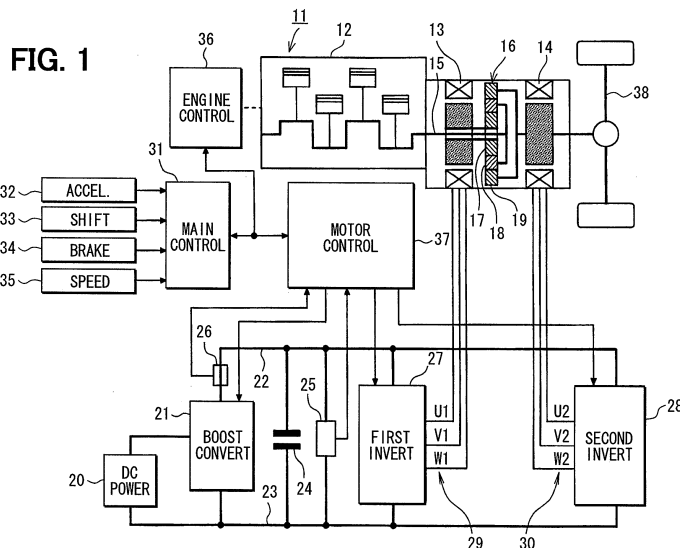 FIG. 1
11
12
13
16
14
15
36
ENGINE
CONTROL
38
31
32
ACCEL.
33
SHIFT
34
BRAKE
35
SPEED
MAIN
CONTROL
MOTOR
CONTROL
37
17
18
19
26
22
27
21
BOOST
CONVERT
25
24
FIRST
INVERT
U1
V1
W1
U2
V2
W2
SECOND
INVERT
28
20
DC
POWER
23
29
30